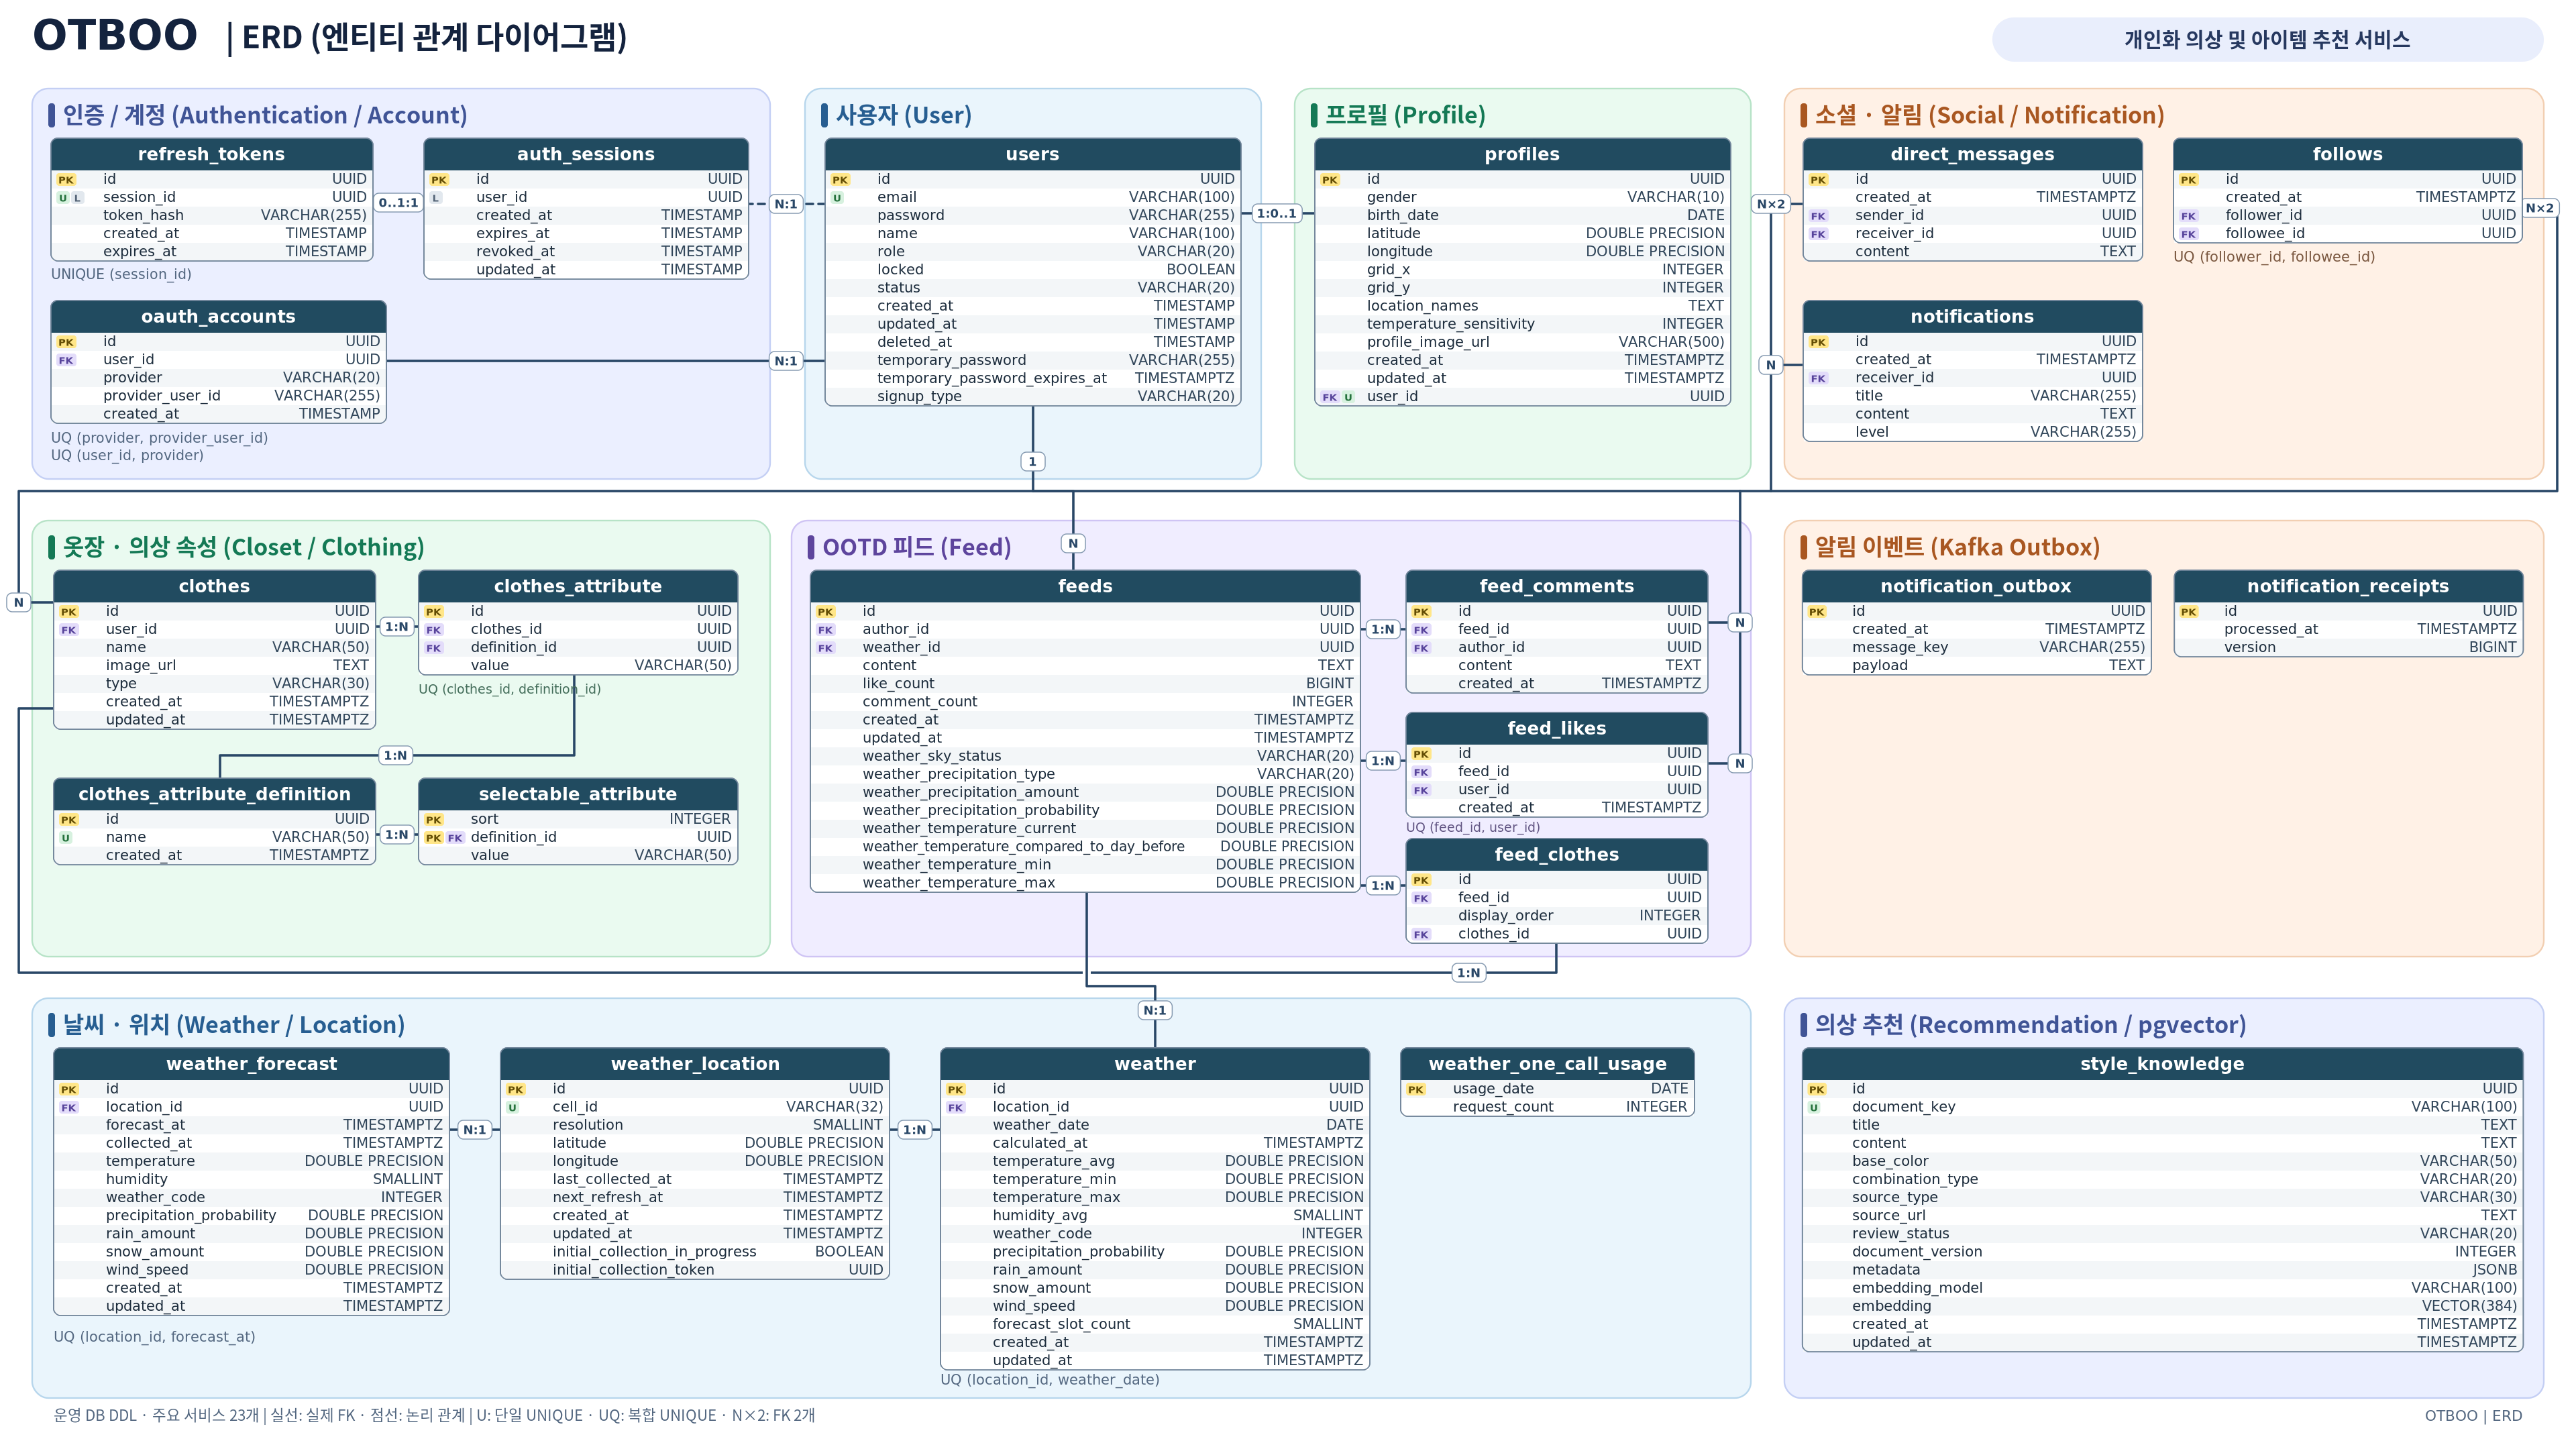 OTBOO | ERD (엔티티 관계 다이어그램)
개인화 의상 및 아이템 추천 서비스
인증 / 계정 (Authentication / Account)
refresh_tokens
PK id UUID
U L session_id UUID
token_hash VARCHAR(255)
created_at TIMESTAMP
expires_at TIMESTAMP
UNIQUE (session_id)
0..1:1
auth_sessions
PK id UUID
L user_id UUID
created_at TIMESTAMP
expires_at TIMESTAMP
revoked_at TIMESTAMP
updated_at TIMESTAMP
N:1
oauth_accounts
PK id UUID
FK user_id UUID
provider VARCHAR(20)
provider_user_id VARCHAR(255)
created_at TIMESTAMP
UQ (provider, provider_user_id)
UQ (user_id, provider)
N:1
사용자 (User)
users
PK id UUID
U email VARCHAR(100)
password VARCHAR(255)
name VARCHAR(100)
role VARCHAR(20)
locked BOOLEAN
status VARCHAR(20)
created_at TIMESTAMP
updated_at TIMESTAMP
deleted_at TIMESTAMP
temporary_password VARCHAR(255)
temporary_password_expires_at TIMESTAMPTZ
signup_type VARCHAR(20)
1
1:0..1
프로필 (Profile)
profiles
PK id UUID
gender VARCHAR(10)
birth_date DATE
latitude DOUBLE PRECISION
longitude DOUBLE PRECISION
grid_x INTEGER
grid_y INTEGER
location_names TEXT
temperature_sensitivity INTEGER
profile_image_url VARCHAR(500)
created_at TIMESTAMPTZ
updated_at TIMESTAMPTZ
FK U user_id UUID
소셜 · 알림 (Social / Notification)
N×2
direct_messages
PK id UUID
created_at TIMESTAMPTZ
FK sender_id UUID
FK receiver_id UUID
content TEXT
follows
PK id UUID
created_at TIMESTAMPTZ
FK follower_id UUID
FK followee_id UUID
UQ (follower_id, followee_id)
N×2
N
notifications
PK id UUID
created_at TIMESTAMPTZ
FK receiver_id UUID
title VARCHAR(255)
content TEXT
level VARCHAR(255)
옷장 · 의상 속성 (Closet / Clothing)
N
clothes
PK id UUID
FK user_id UUID
name VARCHAR(50)
image_url TEXT
type VARCHAR(30)
created_at TIMESTAMPTZ
updated_at TIMESTAMPTZ
1:N
clothes_attribute
PK id UUID
FK clothes_id UUID
FK definition_id UUID
value VARCHAR(50)
UQ (clothes_id, definition_id)
1:N
clothes_attribute_definition
PK id UUID
U name VARCHAR(50)
created_at TIMESTAMPTZ
1:N
selectable_attribute
PK sort INTEGER
PK FK definition_id UUID
value VARCHAR(50)
OOTD 피드 (Feed)
N
feeds
PK id UUID
FK author_id UUID
FK weather_id UUID
content TEXT
like_count BIGINT
comment_count INTEGER
created_at TIMESTAMPTZ
updated_at TIMESTAMPTZ
weather_sky_status VARCHAR(20)
weather_precipitation_type VARCHAR(20)
weather_precipitation_amount DOUBLE PRECISION
weather_precipitation_probability DOUBLE PRECISION
weather_temperature_current DOUBLE PRECISION
weather_temperature_compared_to_day_before DOUBLE PRECISION
weather_temperature_min DOUBLE PRECISION
weather_temperature_max DOUBLE PRECISION
1:N
feed_comments
PK id UUID
FK feed_id UUID
FK author_id UUID
content TEXT
created_at TIMESTAMPTZ
N
1:N
feed_likes
PK id UUID
FK feed_id UUID
FK user_id UUID
created_at TIMESTAMPTZ
UQ (feed_id, user_id)
N
1:N
feed_clothes
PK id UUID
FK feed_id UUID
display_order INTEGER
FK clothes_id UUID
1:N
알림 이벤트 (Kafka Outbox)
notification_outbox
PK id UUID
created_at TIMESTAMPTZ
message_key VARCHAR(255)
payload TEXT
notification_receipts
PK id UUID
processed_at TIMESTAMPTZ
version BIGINT
날씨 · 위치 (Weather / Location)
N:1
weather_forecast
PK id UUID
FK location_id UUID
forecast_at TIMESTAMPTZ
collected_at TIMESTAMPTZ
temperature DOUBLE PRECISION
humidity SMALLINT
weather_code INTEGER
precipitation_probability DOUBLE PRECISION
rain_amount DOUBLE PRECISION
snow_amount DOUBLE PRECISION
wind_speed DOUBLE PRECISION
created_at TIMESTAMPTZ
updated_at TIMESTAMPTZ
UQ (location_id, forecast_at)
N:1
weather_location
PK id UUID
U cell_id VARCHAR(32)
resolution SMALLINT
latitude DOUBLE PRECISION
longitude DOUBLE PRECISION
last_collected_at TIMESTAMPTZ
next_refresh_at TIMESTAMPTZ
created_at TIMESTAMPTZ
updated_at TIMESTAMPTZ
initial_collection_in_progress BOOLEAN
initial_collection_token UUID
1:N
weather
PK id UUID
FK location_id UUID
weather_date DATE
calculated_at TIMESTAMPTZ
temperature_avg DOUBLE PRECISION
temperature_min DOUBLE PRECISION
temperature_max DOUBLE PRECISION
humidity_avg SMALLINT
weather_code INTEGER
precipitation_probability DOUBLE PRECISION
rain_amount DOUBLE PRECISION
snow_amount DOUBLE PRECISION
wind_speed DOUBLE PRECISION
forecast_slot_count SMALLINT
created_at TIMESTAMPTZ
updated_at TIMESTAMPTZ
UQ (location_id, weather_date)
weather_one_call_usage
PK usage_date DATE
request_count INTEGER
의상 추천 (Recommendation / pgvector)
style_knowledge
PK id UUID
U document_key VARCHAR(100)
title TEXT
content TEXT
base_color VARCHAR(50)
combination_type VARCHAR(20)
source_type VARCHAR(30)
source_url TEXT
review_status VARCHAR(20)
document_version INTEGER
metadata JSONB
embedding_model VARCHAR(100)
embedding VECTOR(384)
created_at TIMESTAMPTZ
updated_at TIMESTAMPTZ
운영 DB DDL · 주요 서비스 23개 | 실선: 실제 FK · 점선: 논리 관계 | U: 단일 UNIQUE · UQ: 복합 UNIQUE · N×2: FK 2개
OTBOO | ERD